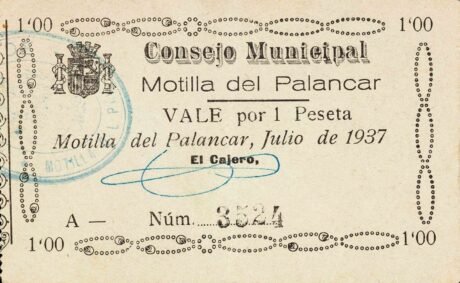 1'00 1'00
Consejo Municipal
Motilla del Palancar
VALE por 1 Peseta
Motilla del Palancar, Julio de 1937
El Cajero,
A — Núm. 3524
1'00 1'00